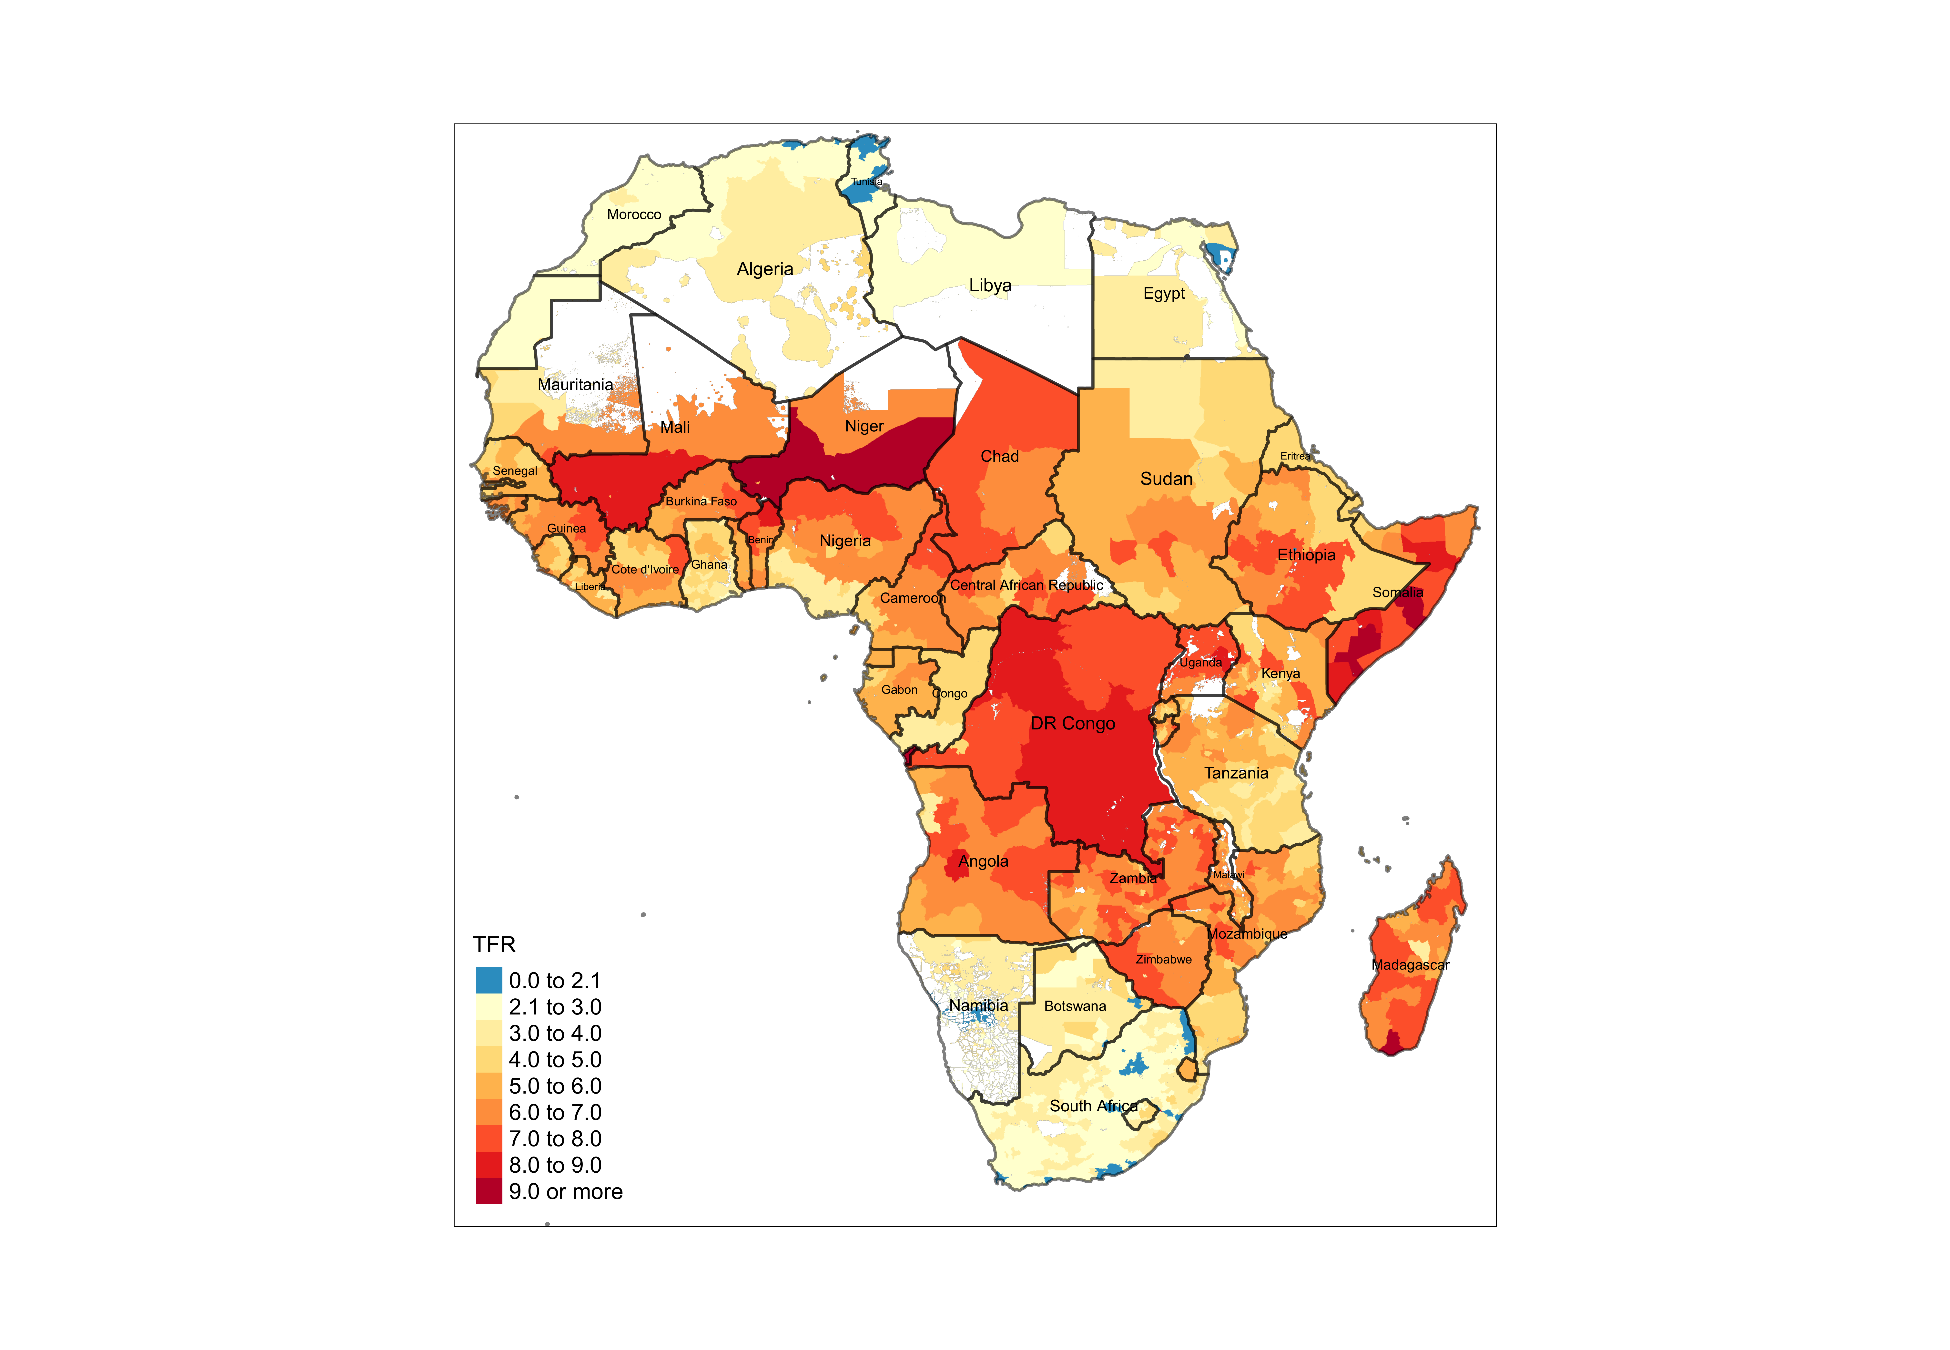 Tunisia
Morocco
Algeria
Libya
Egypt
Mauritania
Mali
Niger
Chad
Sudan
Eritrea
Senegal
Burkina Faso
Guinea
Nigeria
Benin
Ethiopia
Cote d'Ivoire
Ghana
Liberia
Central African Republic
Cameroon
Somalia
Uganda
Kenya
Gabon
Congo
DR Congo
Tanzania
Angola
Zambia
Malawi
Mozambique
Zimbabwe
Madagascar
Namibia
Botswana
South Africa
TFR
0.0 to 2.1
2.1 to 3.0
3.0 to 4.0
4.0 to 5.0
5.0 to 6.0
6.0 to 7.0
7.0 to 8.0
8.0 to 9.0
9.0 or more